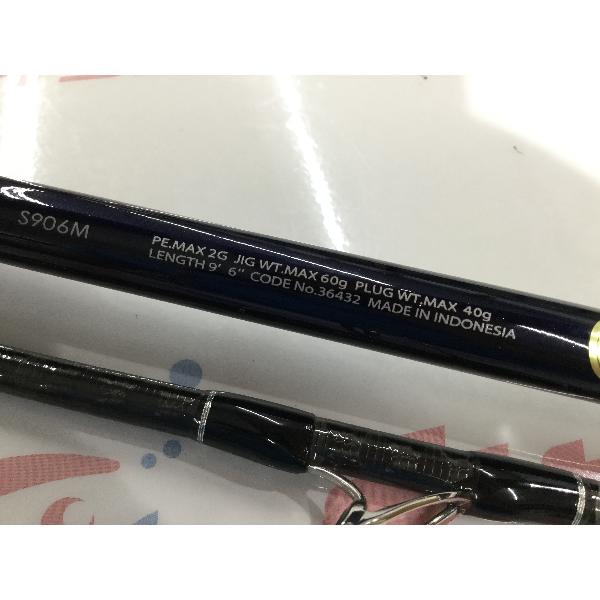 S906M
PE.MAX 2G JIG WT.MAX 60g PLUG WT.MAX 40g
LENGTH 9' 6" CODE No.36432 MADE IN INDONESIA